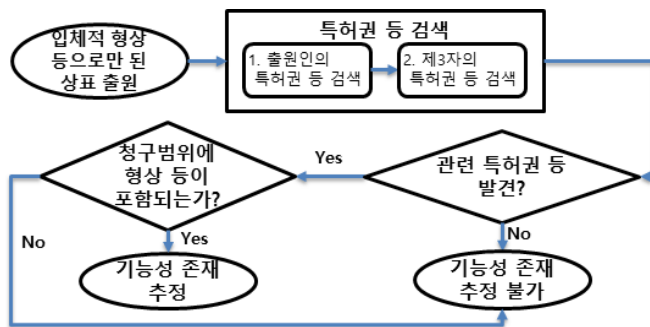 입체적 형상
등으로만 된
상표 출원
특허권 등 검색
1. 출원인의
특허권 등 검색
2. 제3자의
특허권 등 검색
청구범위에
형상 등이
포함되는가?
Yes
관련 특허권 등
발견?
No
Yes
No
기능성 존재
추정
기능성 존재
추정 불가